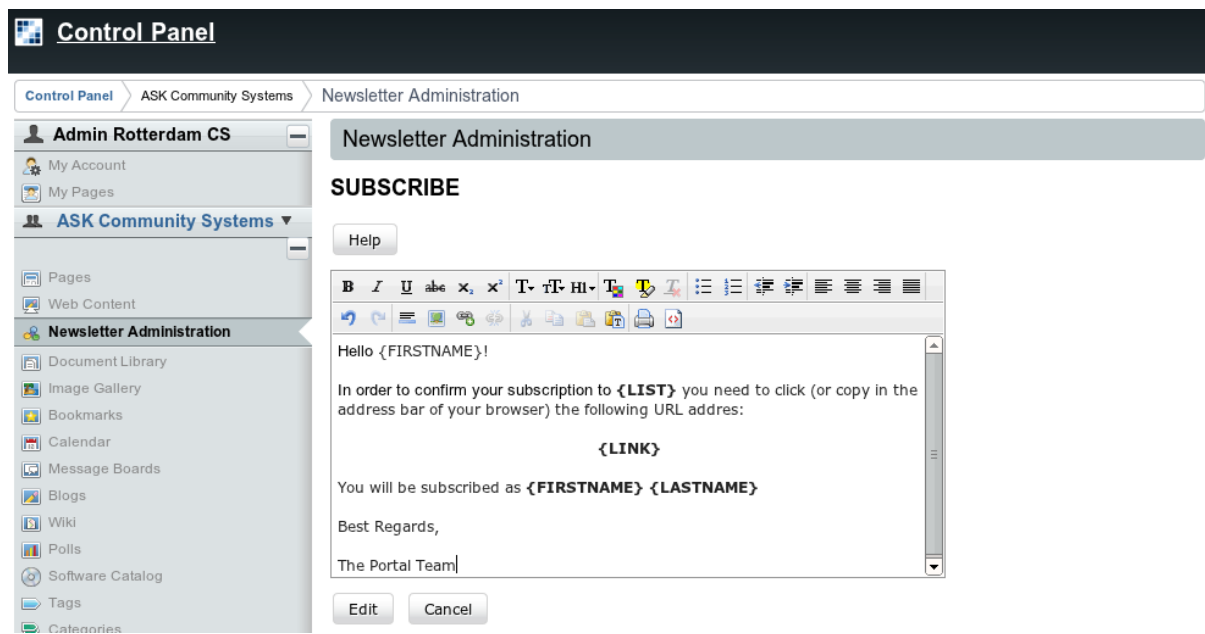 Control Panel
Control Panel
ASK Community Systems
Newsletter Administration
Admin Rotterdam CS
My Account
My Pages
ASK Community Systems ▼
Pages
Web Content
Newsletter Administration
Document Library
Image Gallery
Bookmarks
Calendar
Message Boards
Blogs
Wiki
Polls
Software Catalog
Tags
Categories
Newsletter Administration
SUBSCRIBE
Help
Hello {FIRSTNAME}!
In order to confirm your subscription to {LIST} you need to click (or copy in the
address bar of your browser) the following URL addres:
{LINK}
You will be subscribed as {FIRSTNAME} {LASTNAME}
Best Regards,
The Portal Team
Edit
Cancel